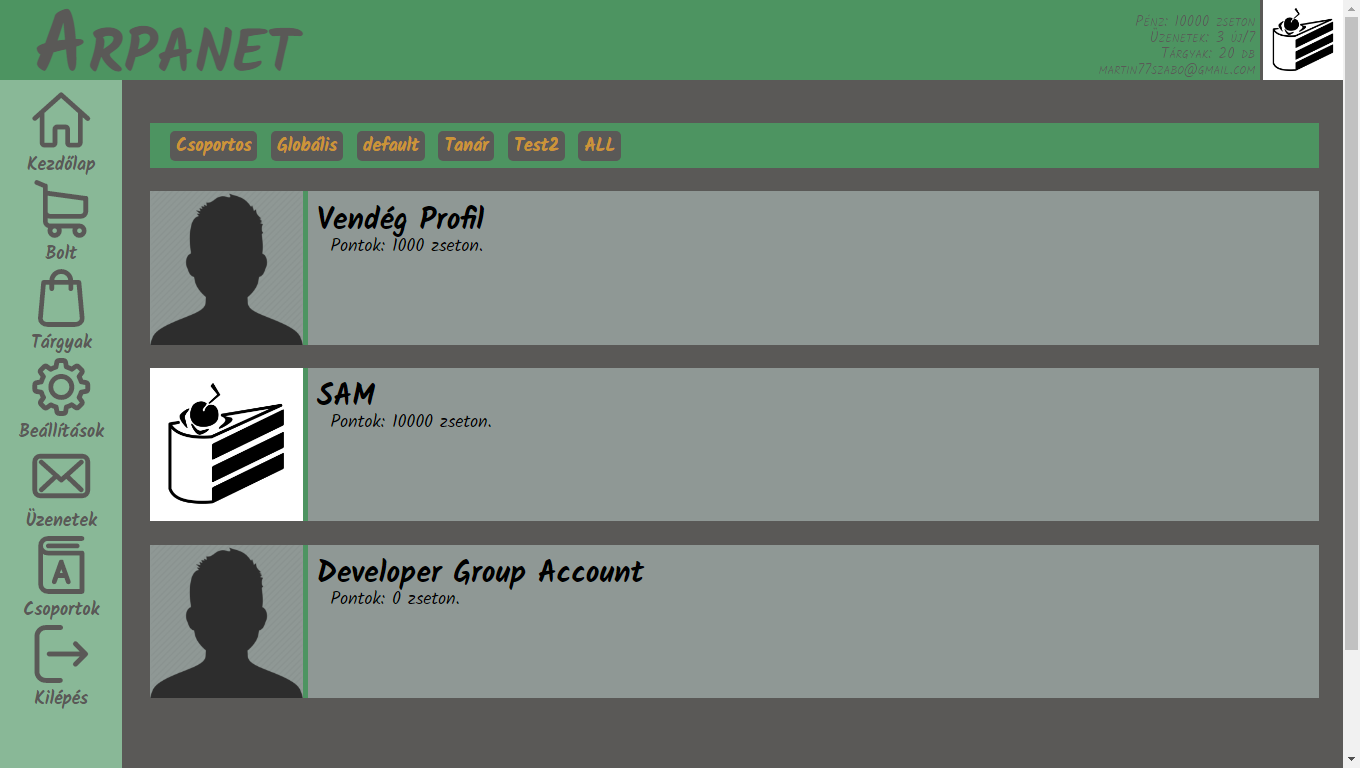 Arpanet
Pénz: 10000 zseton
Üzenetek: 3 új/7
Tárgyak: 20 db
martin77szabo@gmail.com
Kezdőlap
Bolt
Tárgyak
Beállítások
Üzenetek
A
Csoportok
Kilépés
Csoportos Globális default Tanár Test2 ALL
Vendég Profil
Pontok: 1000 zseton.
SAM
Pontok: 10000 zseton.
Developer Group Account
Pontok: 0 zseton.